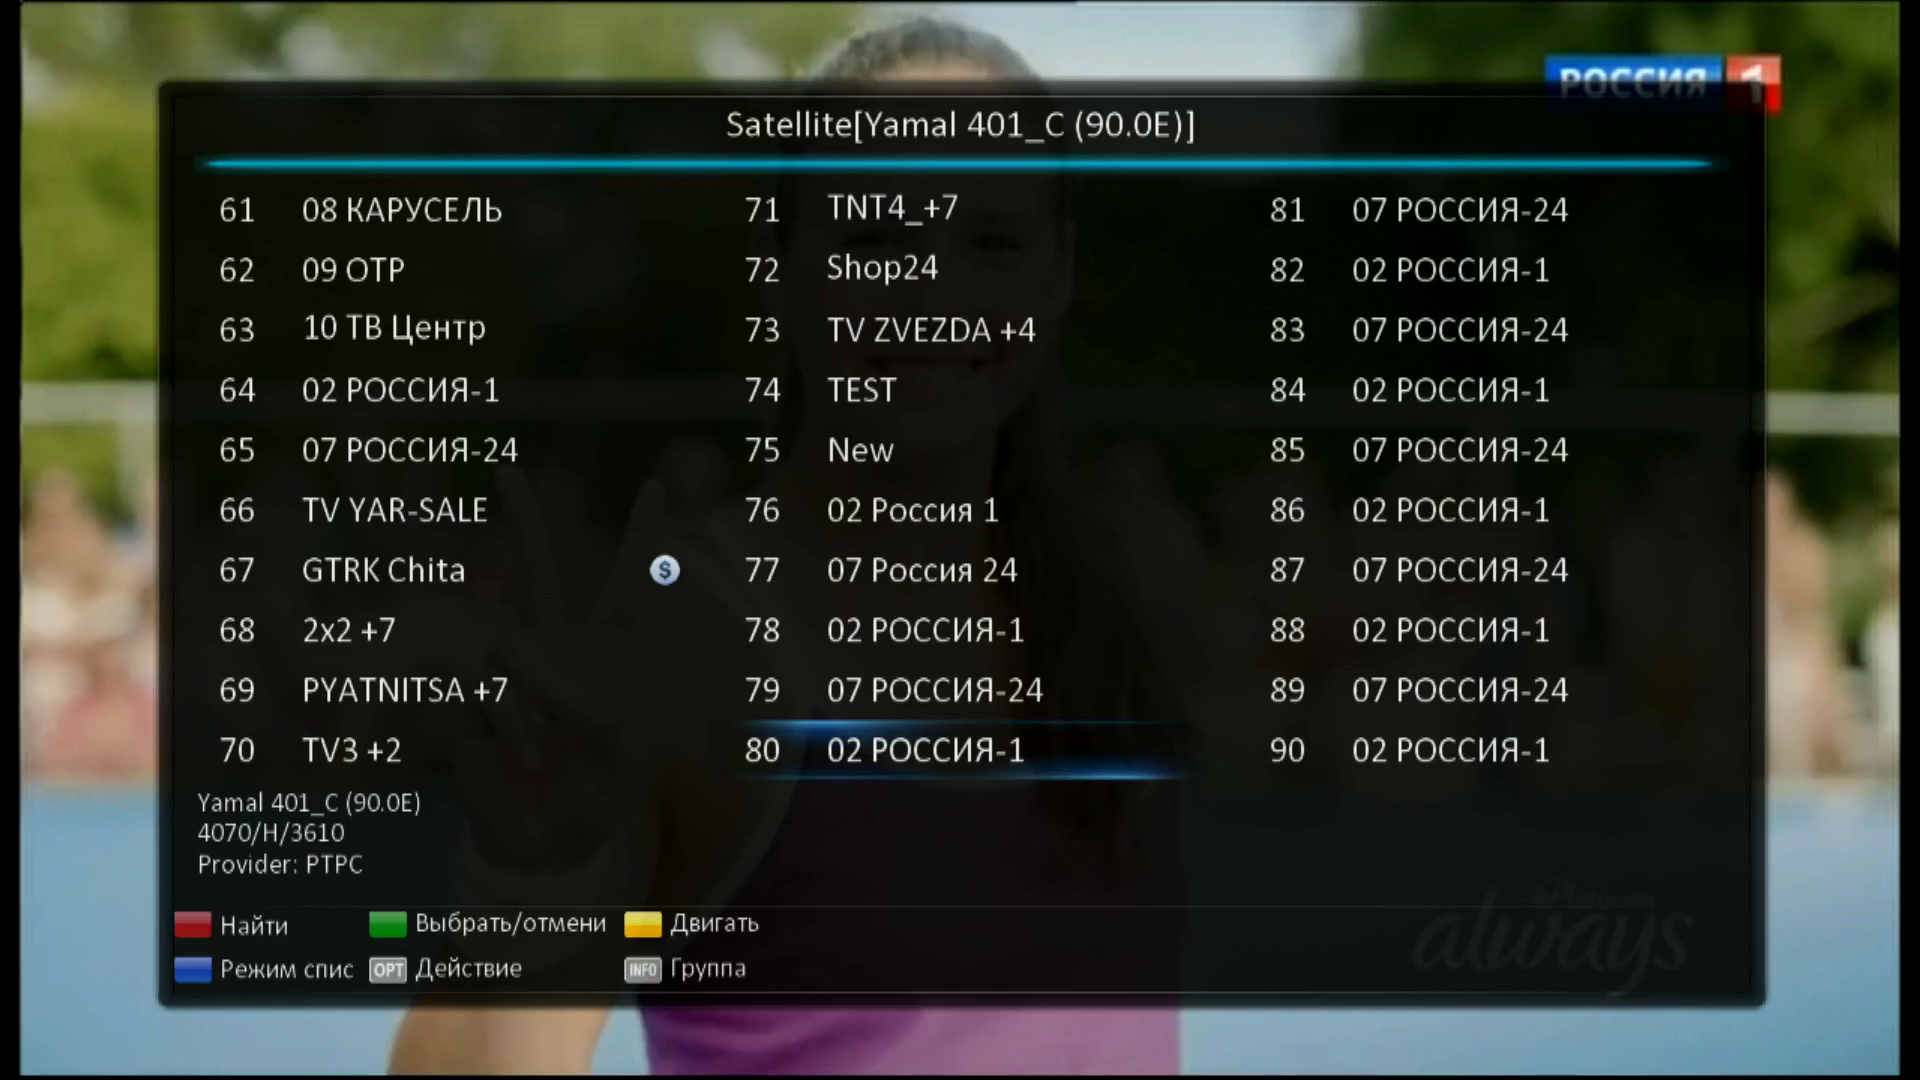 РОССИЯ 1
Satellite[Yamal 401_C (90.0E)]
61 08 КАРУСЕЛЬ
62 09 ОТР
63 10 ТВ Центр
64 02 РОССИЯ-1
65 07 РОССИЯ-24
66 TV YAR-SALE
67 GTRK Chita $
68 2x2 +7
69 PYATNITSA +7
70 TV3 +2
71 TNT4_+7
72 Shop24
73 TV ZVEZDA +4
74 TEST
75 New
76 02 Россия 1
77 07 Россия 24
78 02 РОССИЯ-1
79 07 РОССИЯ-24
80 02 РОССИЯ-1
81 07 РОССИЯ-24
82 02 РОССИЯ-1
83 07 РОССИЯ-24
84 02 РОССИЯ-1
85 07 РОССИЯ-24
86 02 РОССИЯ-1
87 07 РОССИЯ-24
88 02 РОССИЯ-1
89 07 РОССИЯ-24
90 02 РОССИЯ-1
Yamal 401_C (90.0E)
4070/H/3610
Provider: РТРС
Найти Выбрать/отмени Двигать
Режим спис OPT Действие INFO Группа
Platinum
always